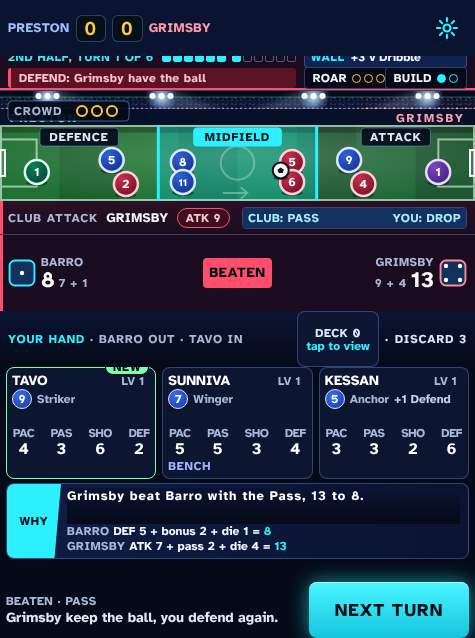 PRESTON 0 0 GRIMSBY
2ND HALF, TURN 1 OF 6
WALL +3 v Dribble
DEFEND: Grimsby have the ball
ROAR
BUILD
CROWD
GRIMSBY
DEFENCE MIDFIELD ATTACK
1 5 2 8 11 5 6 9 4 1
CLUB ATTACK GRIMSBY ATK 9 CLUB: PASS YOU: DROP
BARRO
8 7 + 1
BEATEN
GRIMSBY
9 + 4 13
YOUR HAND · BARRO OUT · TAVO IN
DECK 0
tap to view
· DISCARD 3
NEW
TAVO LV 1
9 Striker
PAC PAS SHO DEF
4 3 6 2
SUNNIVA LV 1
7 Winger
PAC PAS SHO DEF
5 5 3 4
BENCH
KESSAN LV 1
5 Anchor +1 Defend
PAC PAS SHO DEF
3 3 2 6
WHY
Grimsby beat Barro with the Pass, 13 to 8.
BARRO DEF 5 + bonus 2 + die 1 = 8
GRIMSBY ATK 7 + pass 2 + die 4 = 13
BEATEN · PASS
Grimsby keep the ball, you defend again.
NEXT TURN